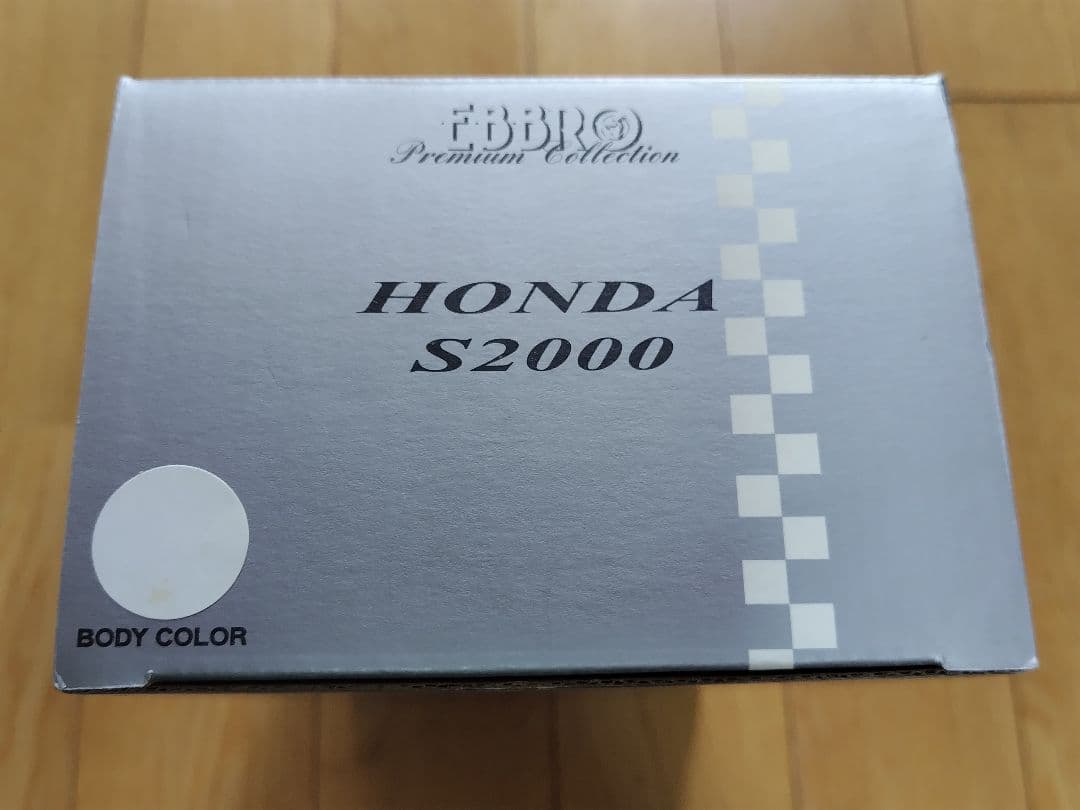 EBBRO
Premium Collection
HONDA
S2000
BODY COLOR